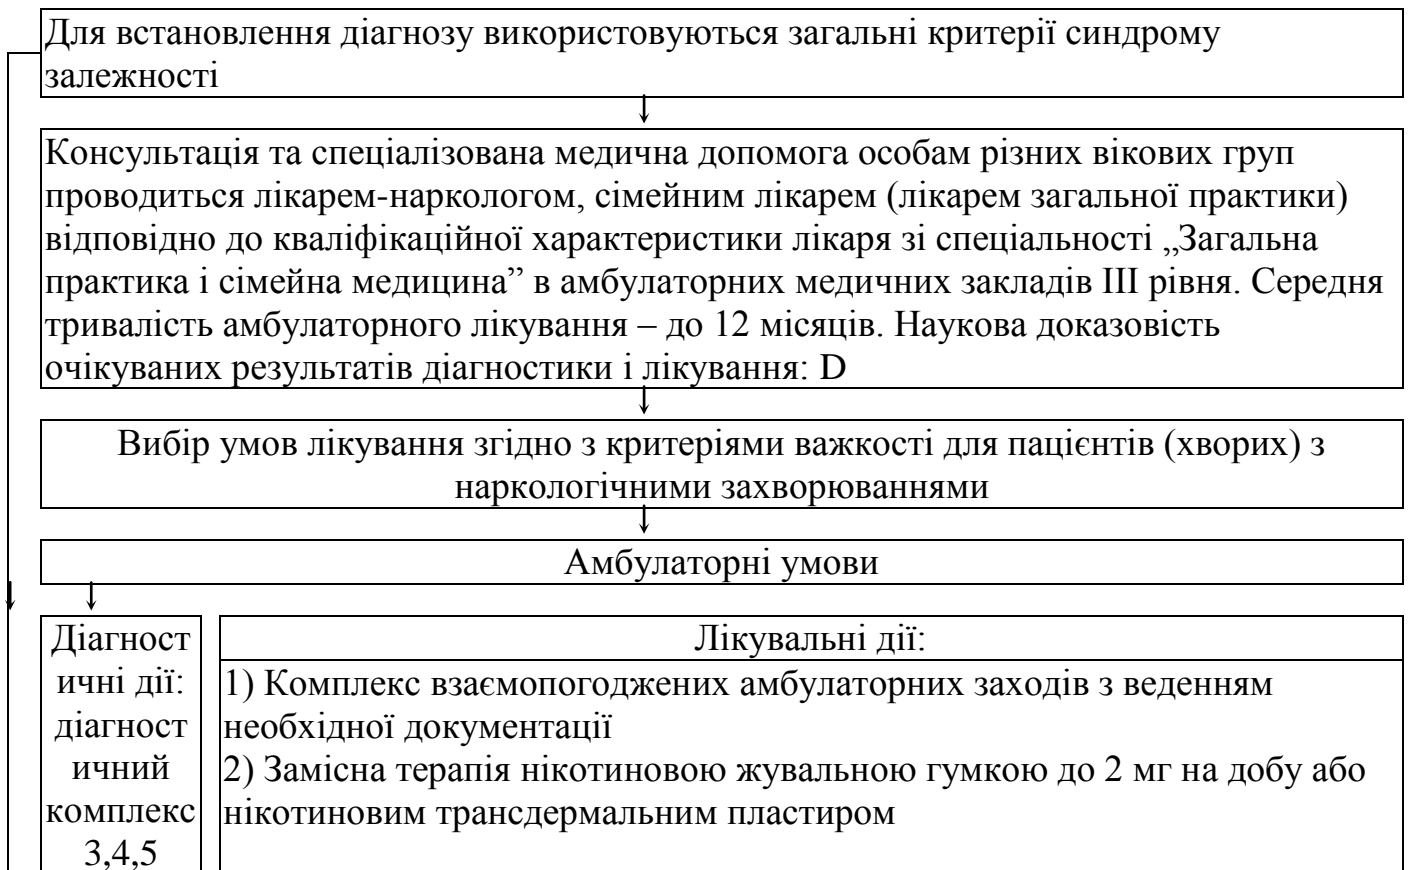 Для встановлення діагнозу використовуються загальні критерії синдрому
залежності
Консультація та спеціалізована медична допомога особам різних вікових груп
проводиться лікарем-наркологом, сімейним лікарем (лікарем загальної практики)
відповідно до кваліфікаційної характеристики лікаря зі спеціальності „Загальна
практика і сімейна медицина” в амбулаторних медичних закладів III рівня. Середня
тривалість амбулаторного лікування – до 12 місяців. Наукова доказовість
очікуваних результатів діагностики і лікування: D
Вибір умов лікування згідно з критеріями важкості для пацієнтів (хворих) з
наркологічними захворюваннями
Амбулаторні умови
Діагност
ичні дії:
діагност
ичний
комплекс
3,4,5
Лікувальні дії:
1) Комплекс взаємопогоджених амбулаторних заходів з веденням
необхідної документації
2) Замісна терапія нікотиновою жувальною гумкою до 2 мг на добу або
нікотиновим трансдермальним пластиром